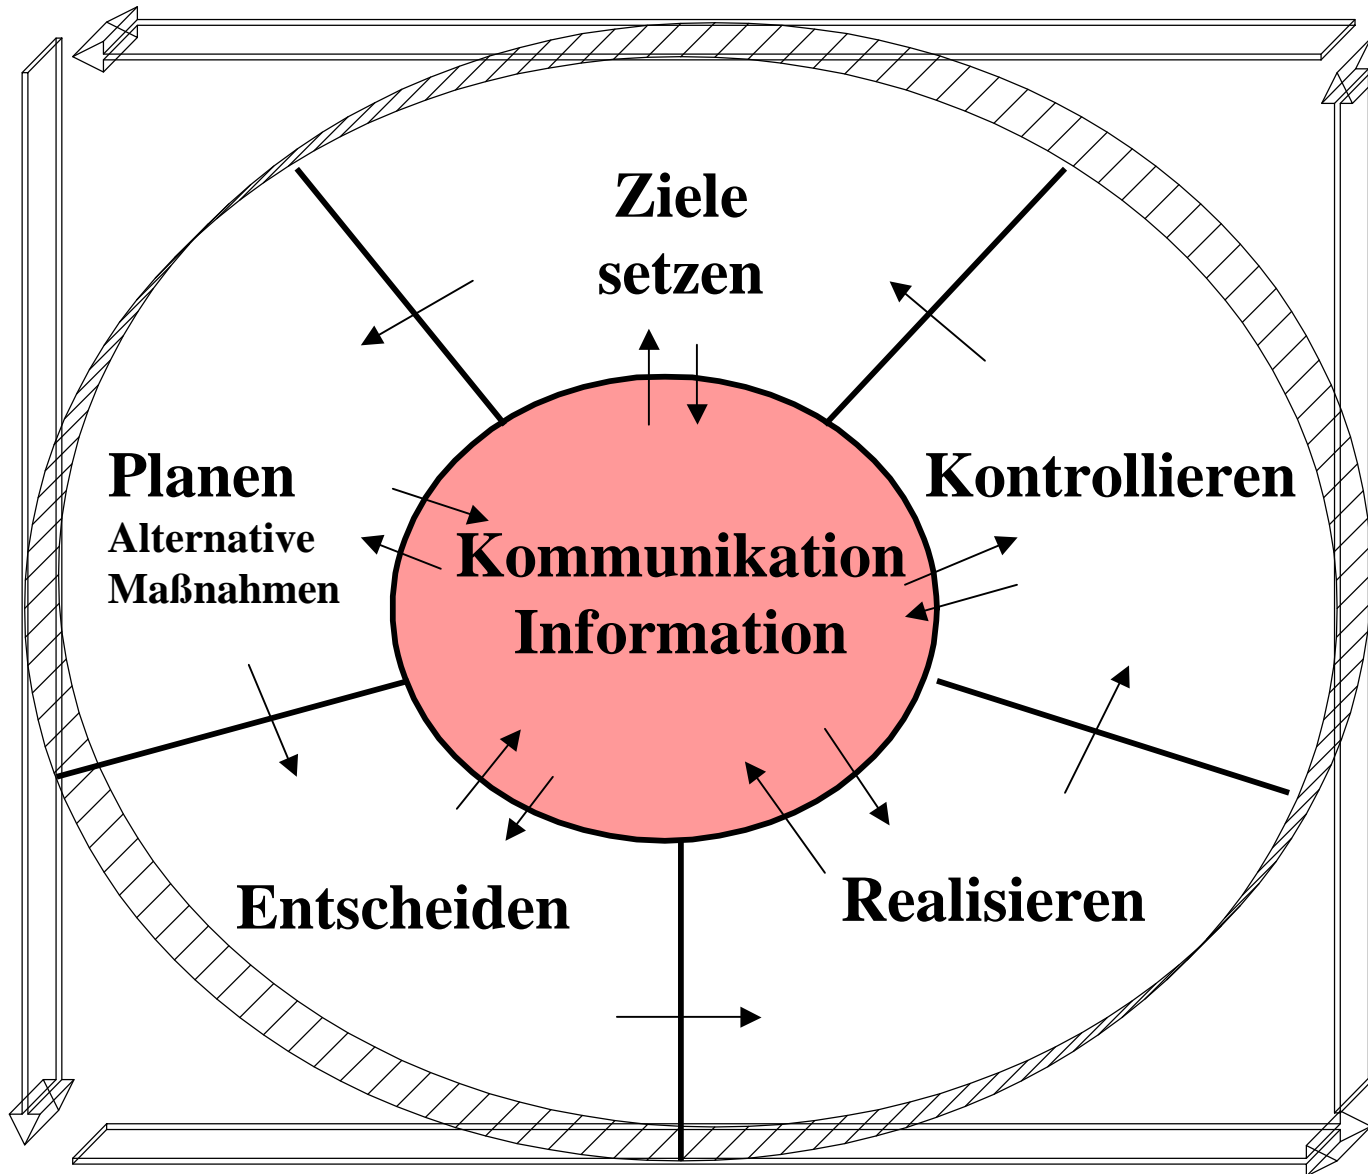 Ziele
setzen
Planen
Alternative
Maßnahmen
Kontrollieren
Kommunikation
Information
Entscheiden
Realisieren